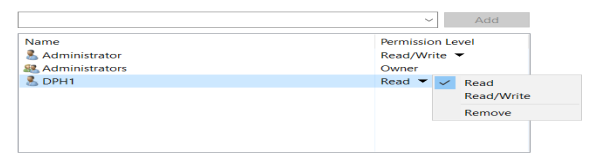 Add
Name Permission Level
Administrator Read/Write
Administrators Owner
DPH1 Read
Read
Read/Write
Remove